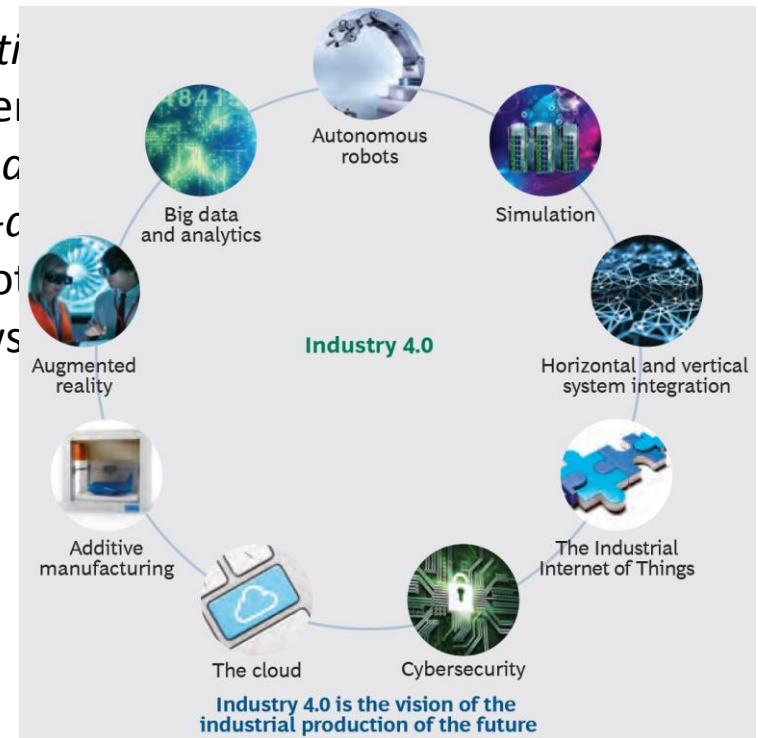 Autonomous
robots
Big data
and analytics
Simulation
Augmented
reality
Industry 4.0
Horizontal and vertical
system integration
Additive
manufacturing
The Industrial
Internet of Things
The cloud
Cybersecurity
Industry 4.0 is the vision of the
industrial production of the future